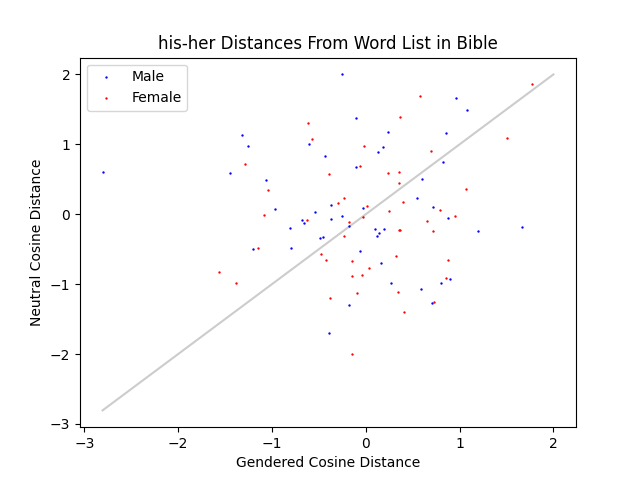 his-her Distances From Word List in Bible
Male
Female
2
1
0
−1
−2
−3
Neutral Cosine Distance
−3
−2
−1
0
1
2
Gendered Cosine Distance